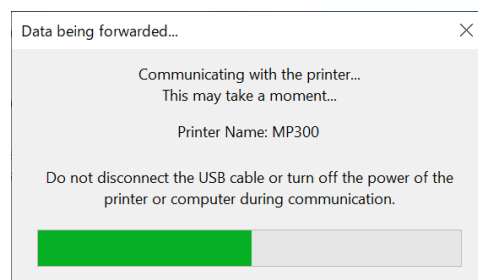 Data being forwarded...
Communicating with the printer...
This may take a moment...
Printer Name: MP300
Do not disconnect the USB cable or turn off the power of the
printer or computer during communication.